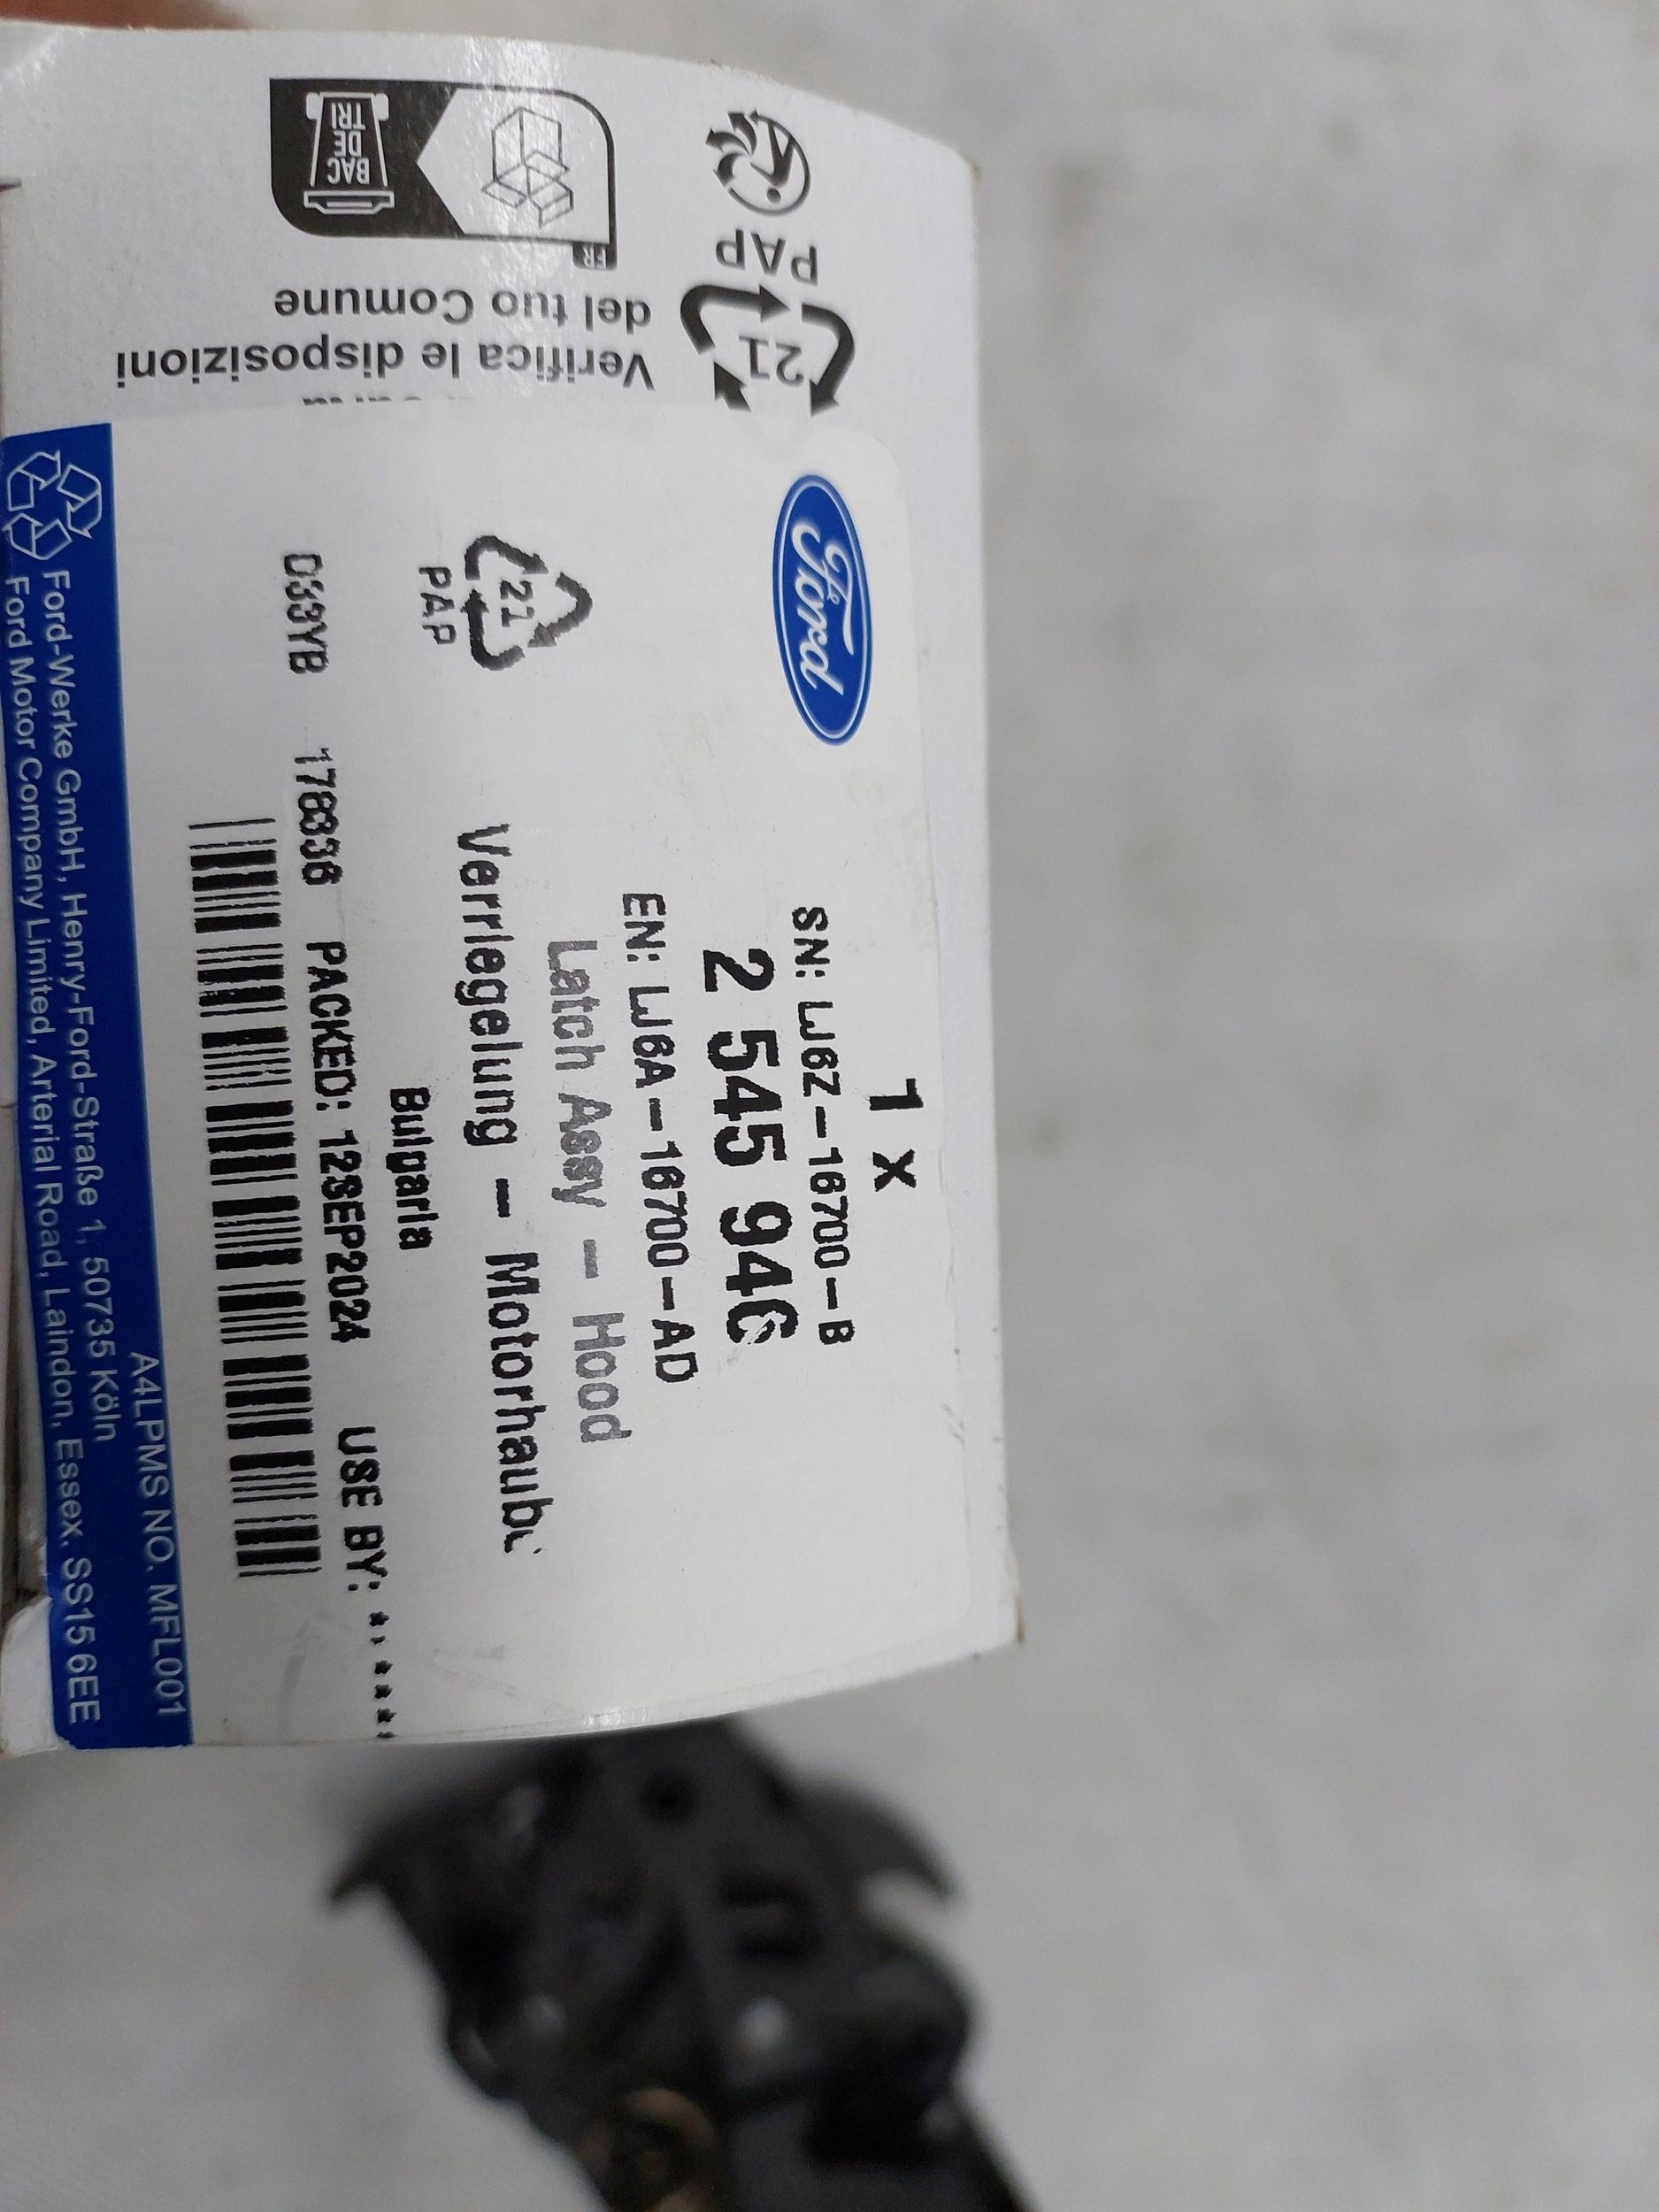 1 x
SN: LJ6Z-16700-B
2 545 946
EN: LJ6A-16700-AD
Latch Assy - Hood
Verriegelung - Motorhaube
Bulgaria
Ford
21
PAP
D33YB 178336 PACKED: 12SEP2024 USE BY: *******
A4LPMS NO. MFL001
Ford-Werke GmbH, Henry-Ford-Straße 1, 50735 Köln
Ford Motor Company Limited, Arterial Road, Laindon, Essex, SS15 6EE
21
PAP
Verifica le disposizioni
del tuo Comune
FR
BAC
DE
TRI